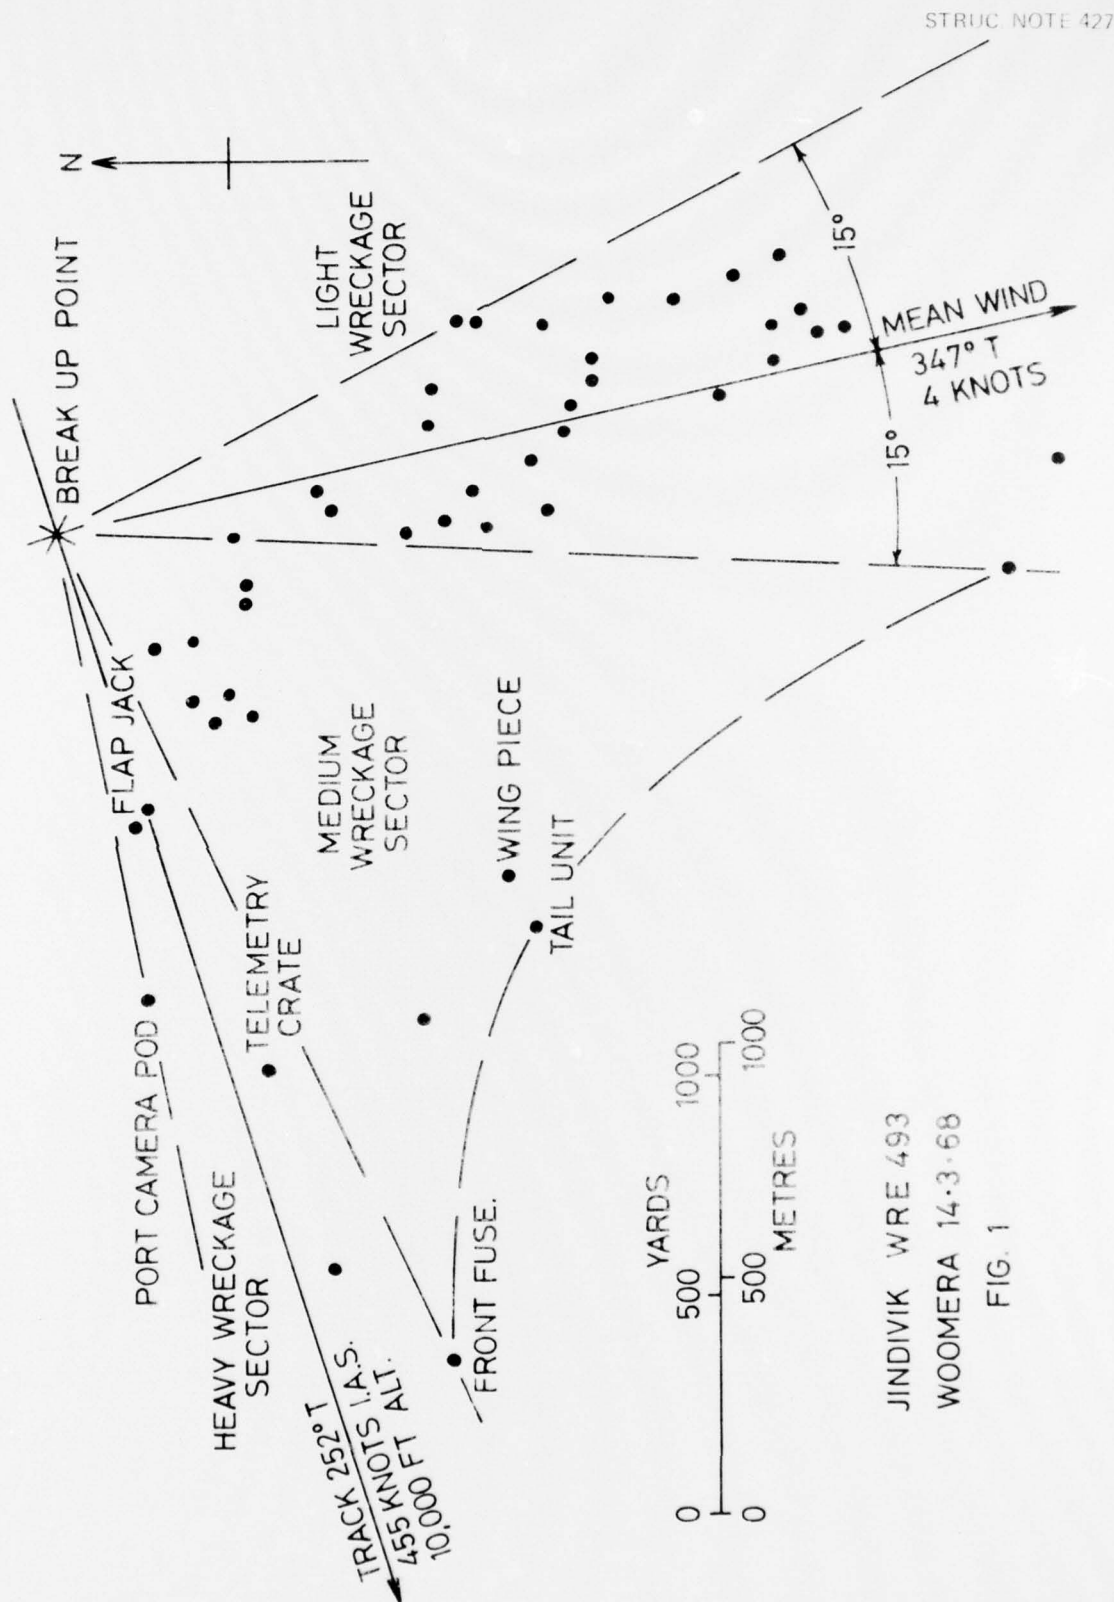 STRUC. NOTE 427
BREAK UP POINT
N
LIGHT
WRECKAGE
SECTOR
FLAP JACK
PORT CAMERA POD
HEAVY WRECKAGE
SECTOR
TELEMETRY
CRATE
MEDIUM
WRECKAGE
SECTOR
WING PIECE
TAIL UNIT
FRONT FUSE.
TRACK 252° T
455 KNOTS I.A.S.
10,000 FT ALT.
15°
15°
MEAN WIND
347° T
4 KNOTS
YARDS
0 500 1000
0 500 1000
METRES
JINDIVIK WRE 493
WOOMERA 14·3·68
FIG. 1